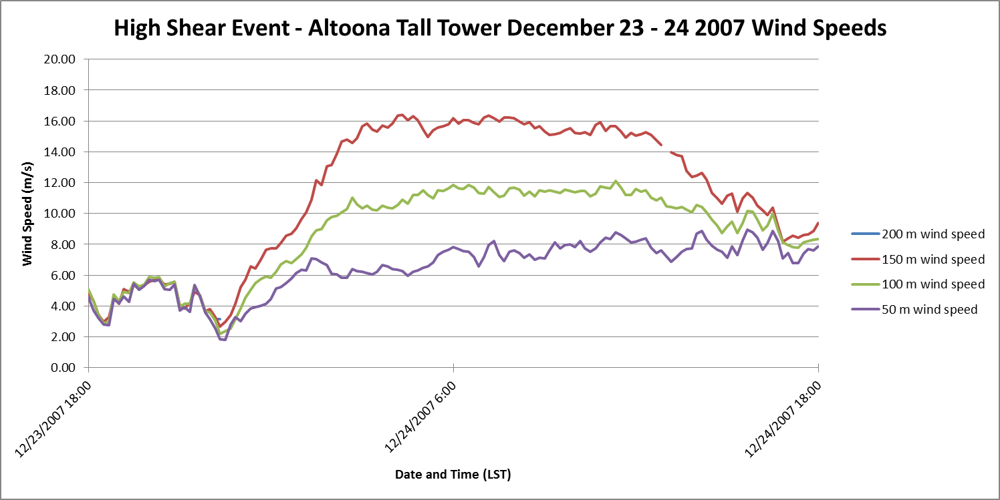 High Shear Event - Altoona Tall Tower December 23 - 24 2007 Wind Speeds
20.00
18.00
16.00
14.00
12.00
10.00
8.00
6.00
4.00
2.00
0.00
Wind Speed (m/s)
200 m wind speed
150 m wind speed
100 m wind speed
50 m wind speed
12/23/2007 18:00
12/24/2007 6:00
12/24/2007 18:00
Date and Time (LST)